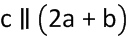 c ∥ (2a + b)